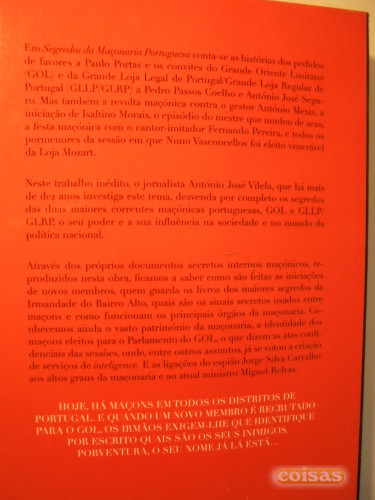 Em Segredos da Maçonaria Portuguesa conta-se as histórias dos pedidos
de favores a Paulo Portas e os convites do Grande Oriente Lusitano
(GOL) e da Grande Loja Legal de Portugal/Grande Loja Regular de
Portugal (GLLP/GLRP) a Pedro Passos Coelho e António José Segu-
ro. Mas também a revolta maçónica contra o gestor António Mexia, a
iniciação de Isaltino Morais, o episódio do mestre que mudou de sexo,
a festa maçónica com o cantor-imitador Fernando Pereira, e todos os
pormenores da sessão em que Nuno Vasconcellos foi eleito venerável
da Loja Mozart.
Neste trabalho inédito, o jornalista António José Vilela, que há mais
de dez anos investiga este tema, desvenda por completo os segredos
das duas maiores correntes maçónicas portuguesas, GOL e GLLP/
GLRP, o seu poder e a sua influência na sociedade e no mundo da
política nacional.
Através dos próprios documentos secretos internos maçónicos, re-
produzidos nesta obra, ficamos a saber como são feitas as iniciações
de novos membros, quem guarda os livros dos maiores segredos da
Irmandade do Bairro Alto, quais são os sinais secretos usados entre
maçons e como funcionam os principais órgãos da maçonaria. Co-
nhecemos ainda o vasto património da maçonaria, a identidade dos
maçons eleitos para o Parlamento do GOL, o que dizem as atas confi-
denciais das sessões, onde, entre outros assuntos, já se votou a criação
de serviços de inteligence. E as ligações do espião Jorge Silva Carvalho
aos altos graus da maçonaria e ao atual ministro Miguel Relvas.
HOJE, HÁ MAÇONS EM TODOS OS DISTRITOS DE
PORTUGAL. E QUANDO UM NOVO MEMBRO É RECRUTADO
PARA O GOL, OS IRMÃOS EXIGEM-LHE QUE IDENTIFIQUE
POR ESCRITO QUAIS SÃO OS SEUS INIMIGOS.
PORVENTURA, O SEU NOME JÁ LÁ ESTÁ...
coisas